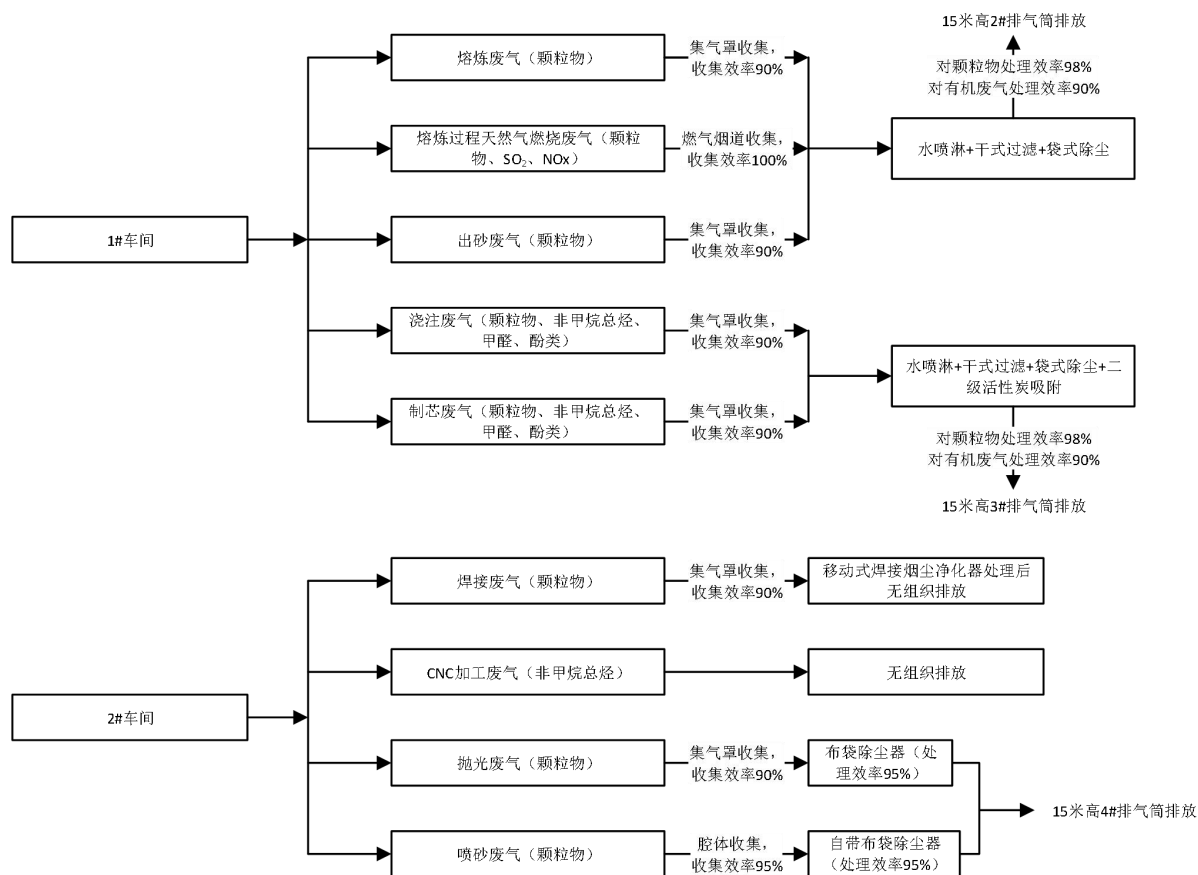 15米高2#排气筒排放
熔炼废气（颗粒物）
集气罩收集，
收集效率90%
对颗粒物处理效率98%
对有机废气处理效率90%
熔炼过程天然气燃烧废气（颗粒
物、SO₂、NOx）
燃气烟道收集，
收集效率100%
水喷淋+干式过滤+袋式除尘
1#车间
出砂废气（颗粒物）
集气罩收集，
收集效率90%
浇注废气（颗粒物、非甲烷总烃、
甲醛、酚类）
集气罩收集，
收集效率90%
水喷淋+干式过滤+袋式除尘+二
级活性炭吸附
制芯废气（颗粒物、非甲烷总烃、
甲醛、酚类）
集气罩收集，
收集效率90%
对颗粒物处理效率98%
对有机废气处理效率90%
15米高3#排气筒排放
焊接废气（颗粒物）
集气罩收集，
收集效率90%
移动式焊接烟尘净化器处理后
无组织排放
CNC加工废气（非甲烷总烃）
无组织排放
2#车间
抛光废气（颗粒物）
集气罩收集，
收集效率90%
布袋除尘器（处
理效率95%）
15米高4#排气筒排放
喷砂废气（颗粒物）
腔体收集，
收集效率95%
自带布袋除尘器
（处理效率95%）